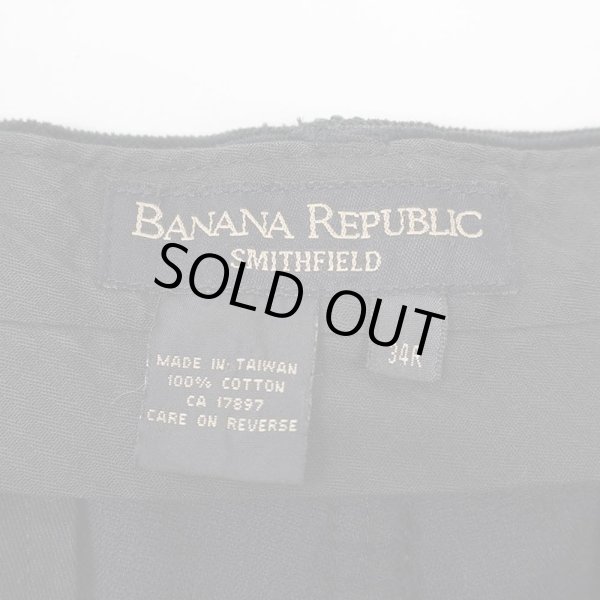 BANANA REPUBLIC
SMITHFIELD
SOLD OUT
34R
MADE IN TAIWAN
100% COTTON
CA 17897
CARE ON REVERSE